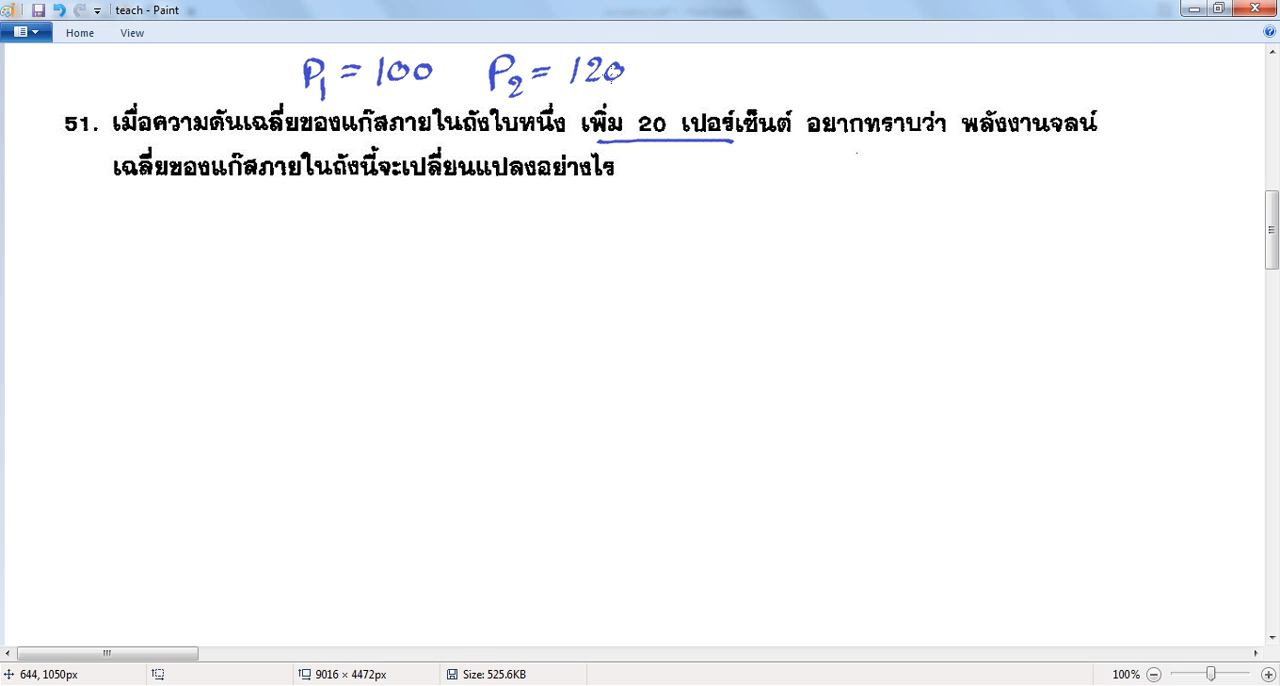 teach - Paint
Home View
P₁ = 100 P₂ = 120
51. เมื่อความดันเฉลี่ยของแก๊สภายในถังใบหนึ่ง เพิ่ม 20 เปอร์เซ็นต์ อยากทราบว่า พลังงานจลน์
เฉลี่ยของแก๊สภายในถังนี้จะเปลี่ยนแปลงอย่างไร
644, 1050px 9016 × 4472px Size: 525.6KB 100%